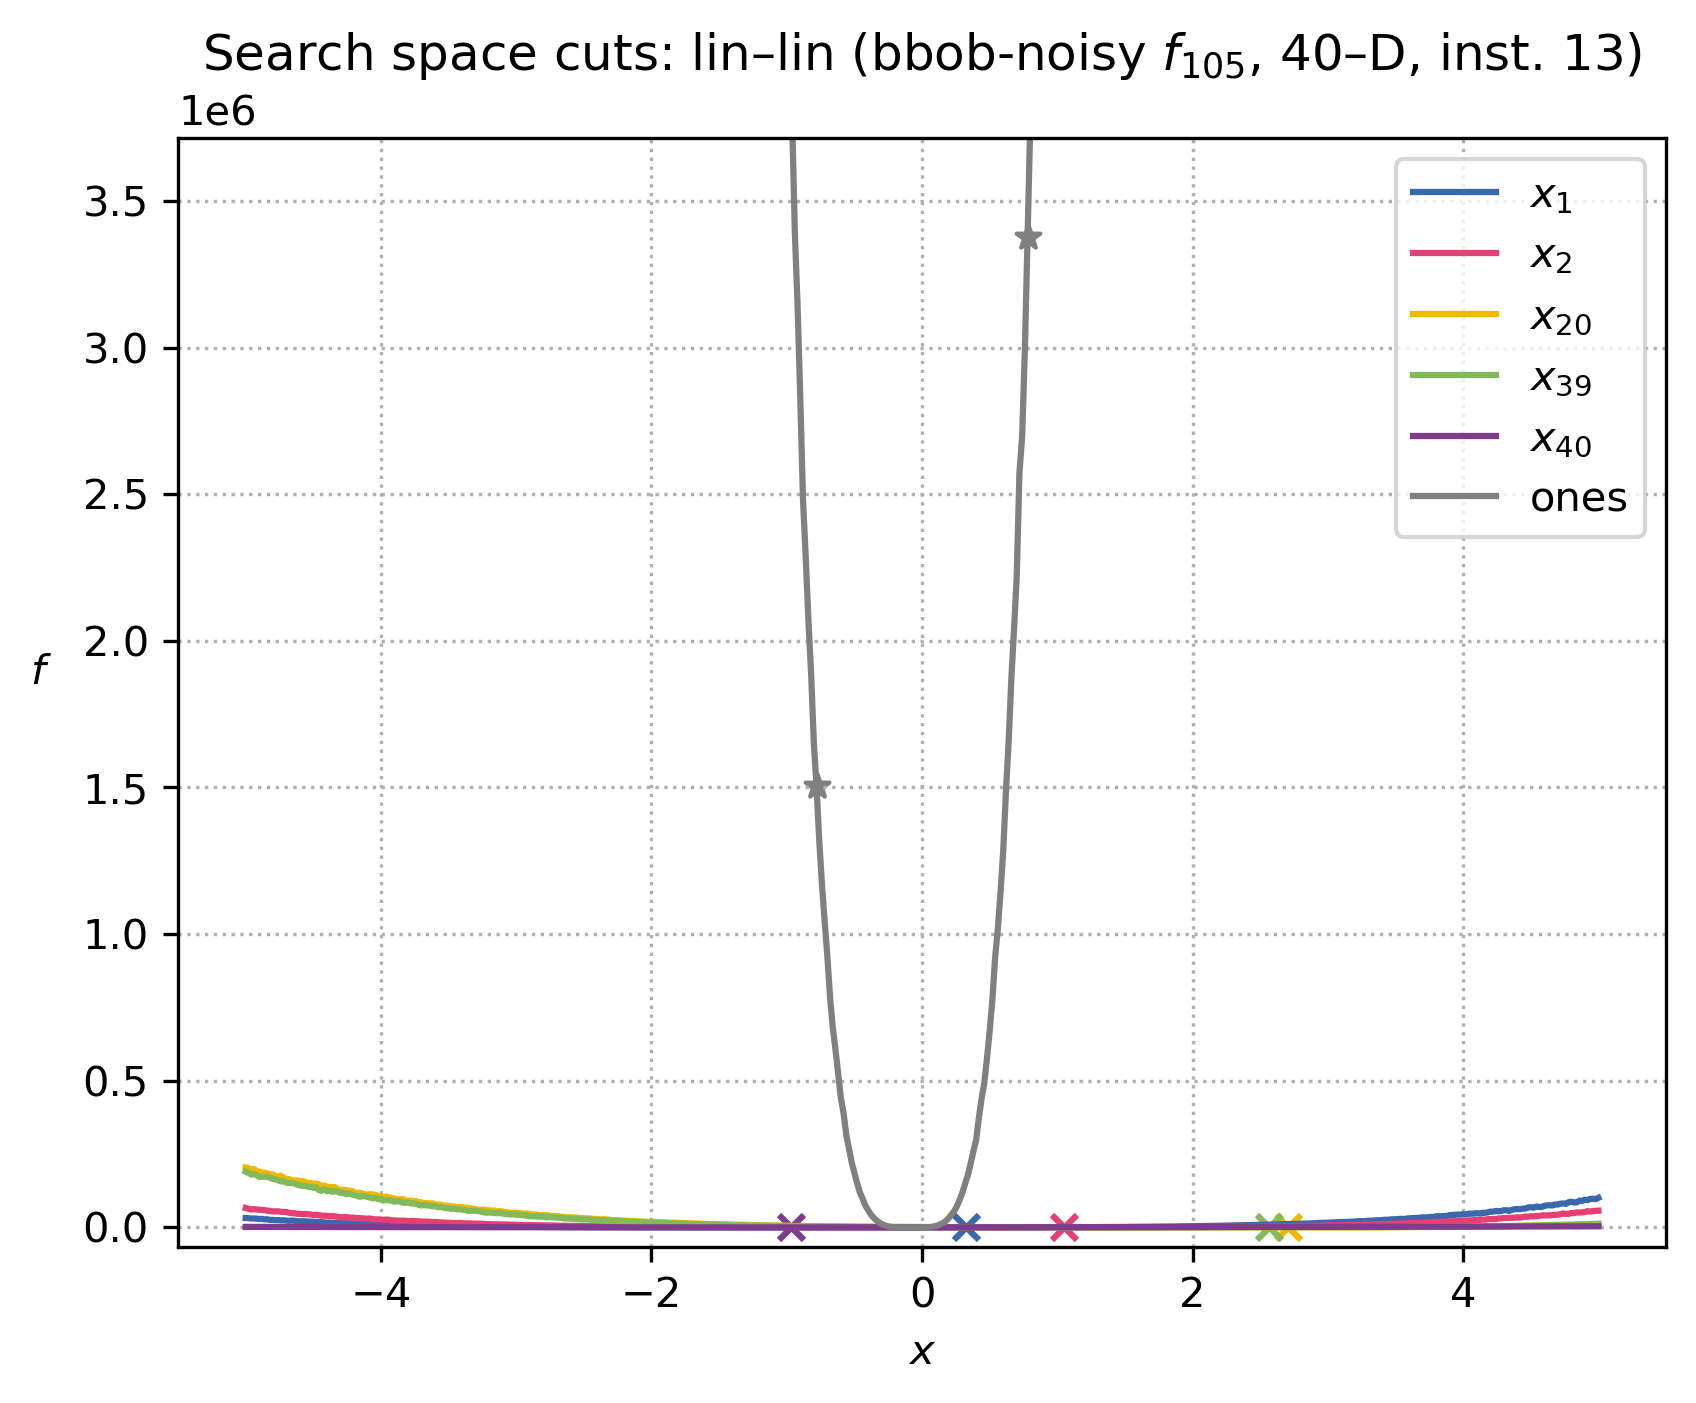 Search space cuts: lin–lin (bbob-noisy f₁₀₅, 40–D, inst. 13)
1e6
3.5
3.0
2.5
2.0
1.5
1.0
0.5
0.0
f
−4 −2 0 2 4
x
x₁
x₂
x₂₀
x₃₉
x₄₀
ones